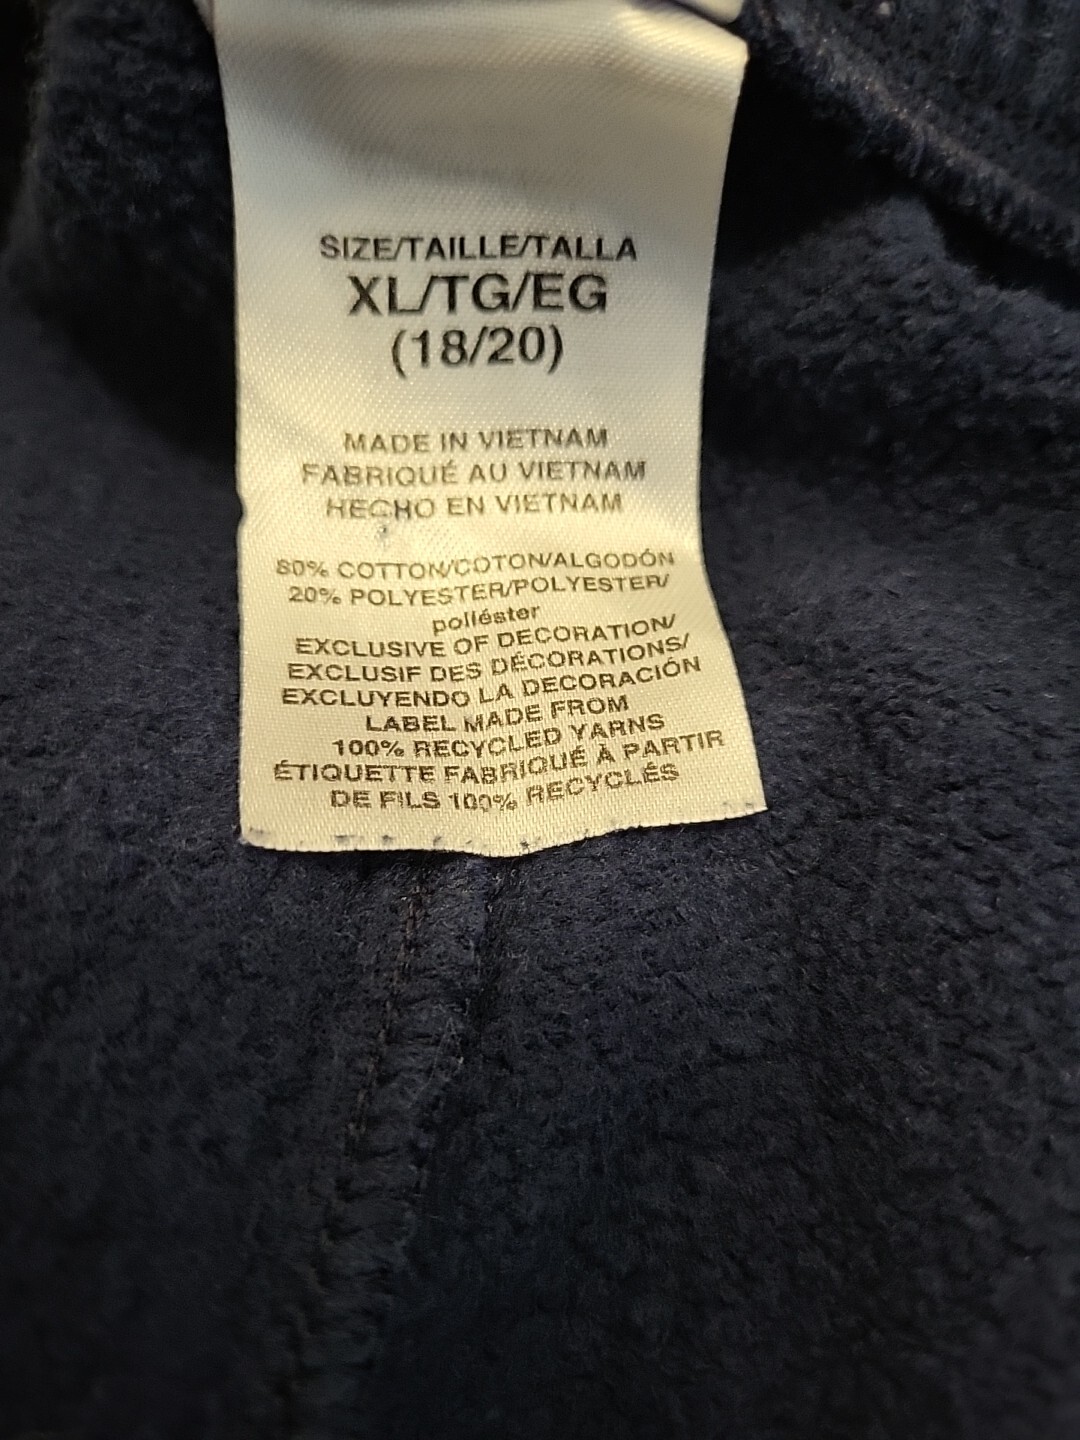 SIZE/TAILLE/TALLA
XL/TG/EG
(18/20)
MADE IN VIETNAM
FABRIQUÉ AU VIETNAM
HECHO EN VIETNAM
80% COTTON/COTON/ALGODÓN
20% POLYESTER/POLYESTER/
poliéster
EXCLUSIVE OF DECORATION/
EXCLUSIF DES DÉCORATIONS/
EXCLUYENDO LA DECORACIÓN
LABEL MADE FROM
100% RECYCLED YARNS
ÉTIQUETTE FABRIQUÉ À PARTIR
DE FILS 100% RECYCLÉS